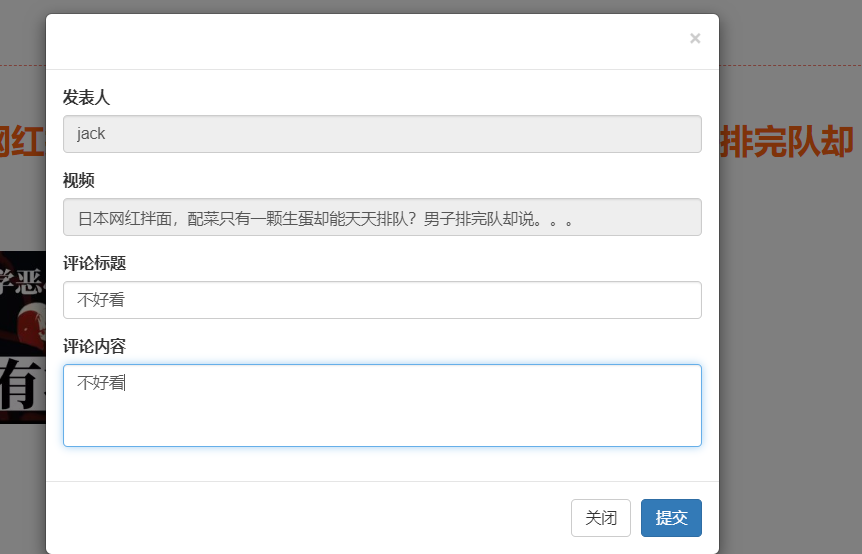 ×
发表人
jack
网红
排完队却
视频
日本网红拌面，配菜只有一颗生蛋却能天天排队？男子排完队却说。。。
评论标题
学恶
不好看
评论内容
有
不好看
关闭
提交